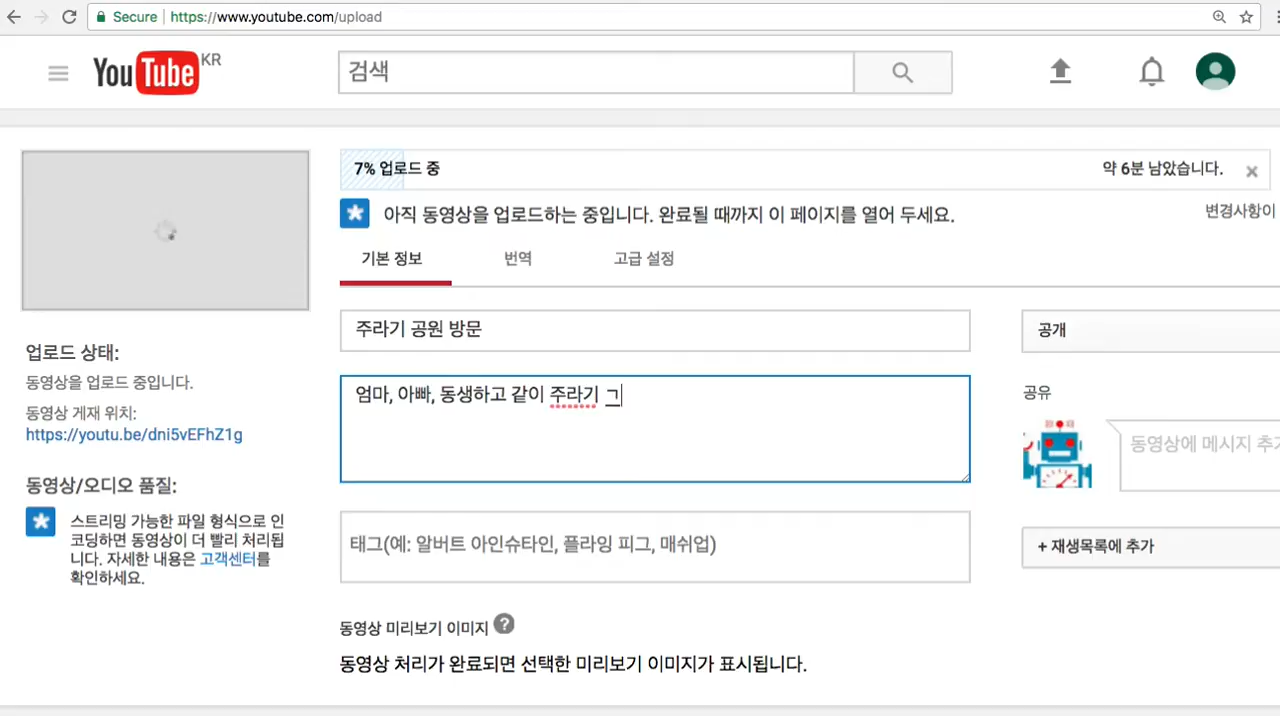 Secure https://www.youtube.com/upload
YouTube KR
검색
7% 업로드 중
약 6분 남았습니다.
아직 동영상을 업로드하는 중입니다. 완료될 때까지 이 페이지를 열어 두세요.
변경사항이
기본 정보 번역 고급 설정
주라기 공원 방문
공개
업로드 상태:
동영상을 업로드 중입니다.
동영상 게재 위치:
https://youtu.be/dni5vEFhZ1g
엄마, 아빠, 동생하고 같이 주라기 ㄱ
공유
동영상에 메시지 추가
동영상/오디오 품질:
스트리밍 가능한 파일 형식으로 인
코딩하면 동영상이 더 빨리 처리됩
니다. 자세한 내용은 고객센터를
확인하세요.
태그(예: 알버트 아인슈타인, 플라잉 피그, 매쉬업)
+ 재생목록에 추가
동영상 미리보기 이미지 ?
동영상 처리가 완료되면 선택한 미리보기 이미지가 표시됩니다.